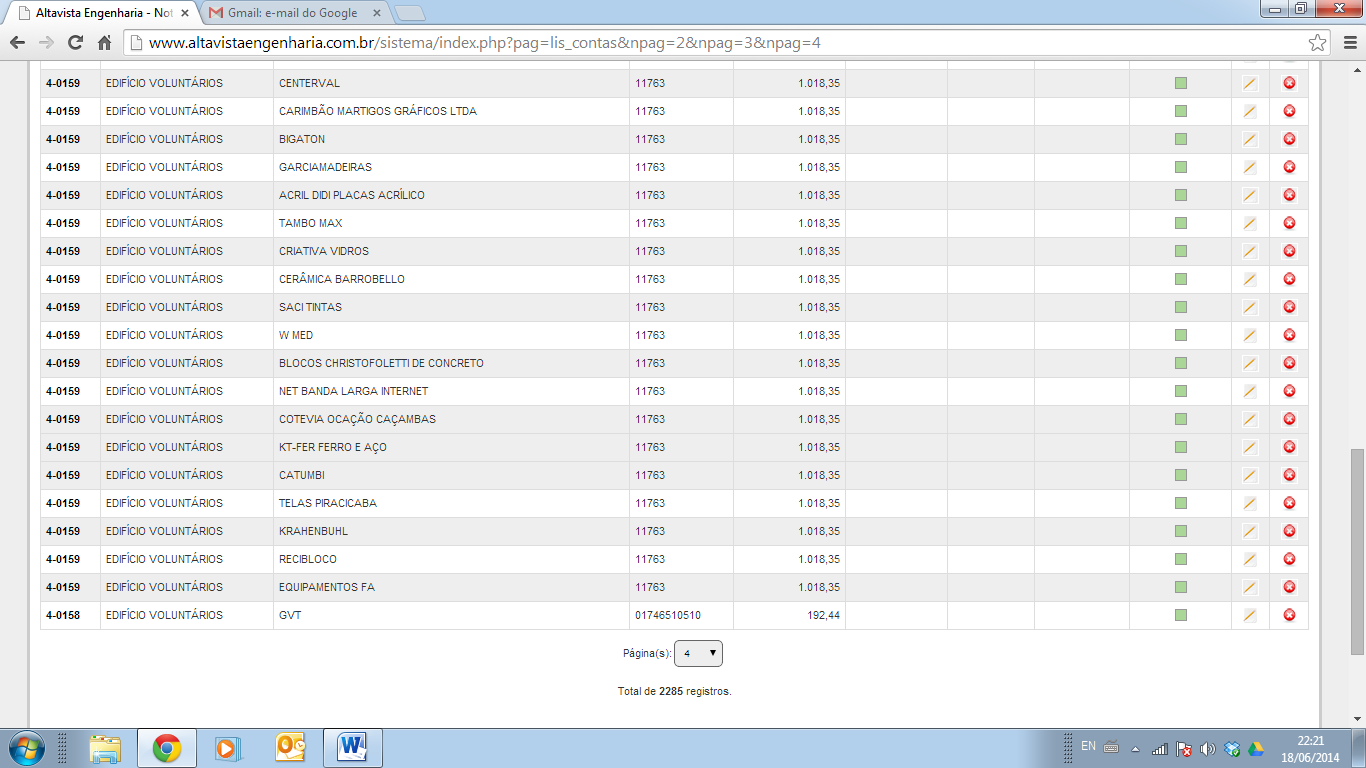 Altavista Engenharia - Not
Gmail: e-mail do Google
www.altavistaengenharia.com.br/sistema/index.php?pag=lis_contas&npag=2&npag=3&npag=4
4-0159 EDIFÍCIO VOLUNTÁRIOS CENTERVAL 11763 1.018,35
4-0159 EDIFÍCIO VOLUNTÁRIOS CARIMBÃO MARTIGOS GRÁFICOS LTDA 11763 1.018,35
4-0159 EDIFÍCIO VOLUNTÁRIOS BIGATON 11763 1.018,35
4-0159 EDIFÍCIO VOLUNTÁRIOS GARCIAMADEIRAS 11763 1.018,35
4-0159 EDIFÍCIO VOLUNTÁRIOS ACRIL DIDI PLACAS ACRÍLICO 11763 1.018,35
4-0159 EDIFÍCIO VOLUNTÁRIOS TAMBO MAX 11763 1.018,35
4-0159 EDIFÍCIO VOLUNTÁRIOS CRIATIVA VIDROS 11763 1.018,35
4-0159 EDIFÍCIO VOLUNTÁRIOS CERÂMICA BARROBELLO 11763 1.018,35
4-0159 EDIFÍCIO VOLUNTÁRIOS SACI TINTAS 11763 1.018,35
4-0159 EDIFÍCIO VOLUNTÁRIOS W MED 11763 1.018,35
4-0159 EDIFÍCIO VOLUNTÁRIOS BLOCOS CHRISTOFOLETTI DE CONCRETO 11763 1.018,35
4-0159 EDIFÍCIO VOLUNTÁRIOS NET BANDA LARGA INTERNET 11763 1.018,35
4-0159 EDIFÍCIO VOLUNTÁRIOS COTEVIA OCAÇÃO CAÇAMBAS 11763 1.018,35
4-0159 EDIFÍCIO VOLUNTÁRIOS KT-FER FERRO E AÇO 11763 1.018,35
4-0159 EDIFÍCIO VOLUNTÁRIOS CATUMBI 11763 1.018,35
4-0159 EDIFÍCIO VOLUNTÁRIOS TELAS PIRACICABA 11763 1.018,35
4-0159 EDIFÍCIO VOLUNTÁRIOS KRAHENBUHL 11763 1.018,35
4-0159 EDIFÍCIO VOLUNTÁRIOS RECIBLOCO 11763 1.018,35
4-0159 EDIFÍCIO VOLUNTÁRIOS EQUIPAMENTOS FA 11763 1.018,35
4-0158 EDIFÍCIO VOLUNTÁRIOS GVT 01746510510 192,44
Página(s): 4
Total de 2285 registros.
EN
22:21
18/06/2014